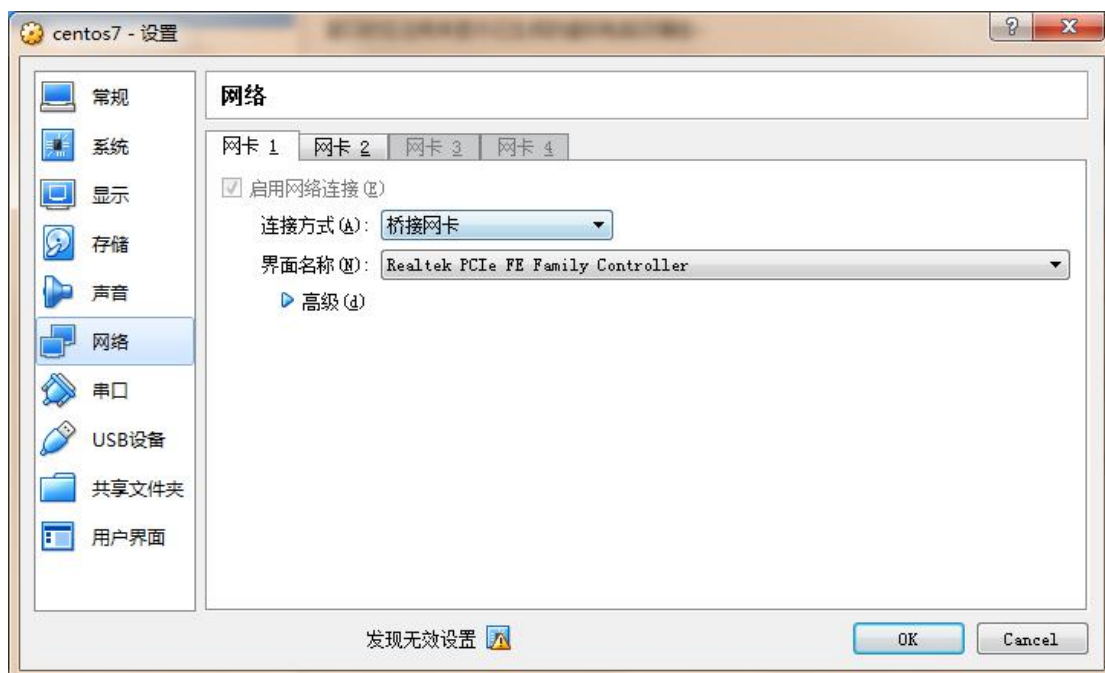 centos7 - 设置
常规
系统
显示
存储
声音
网络
串口
USB设备
共享文件夹
用户界面
网络
网卡 1 网卡 2 网卡 3 网卡 4
启用网络连接(E)
连接方式(A): 桥接网卡
界面名称(N): Realtek PCIe FE Family Controller
高级(d)
发现无效设置
OK Cancel